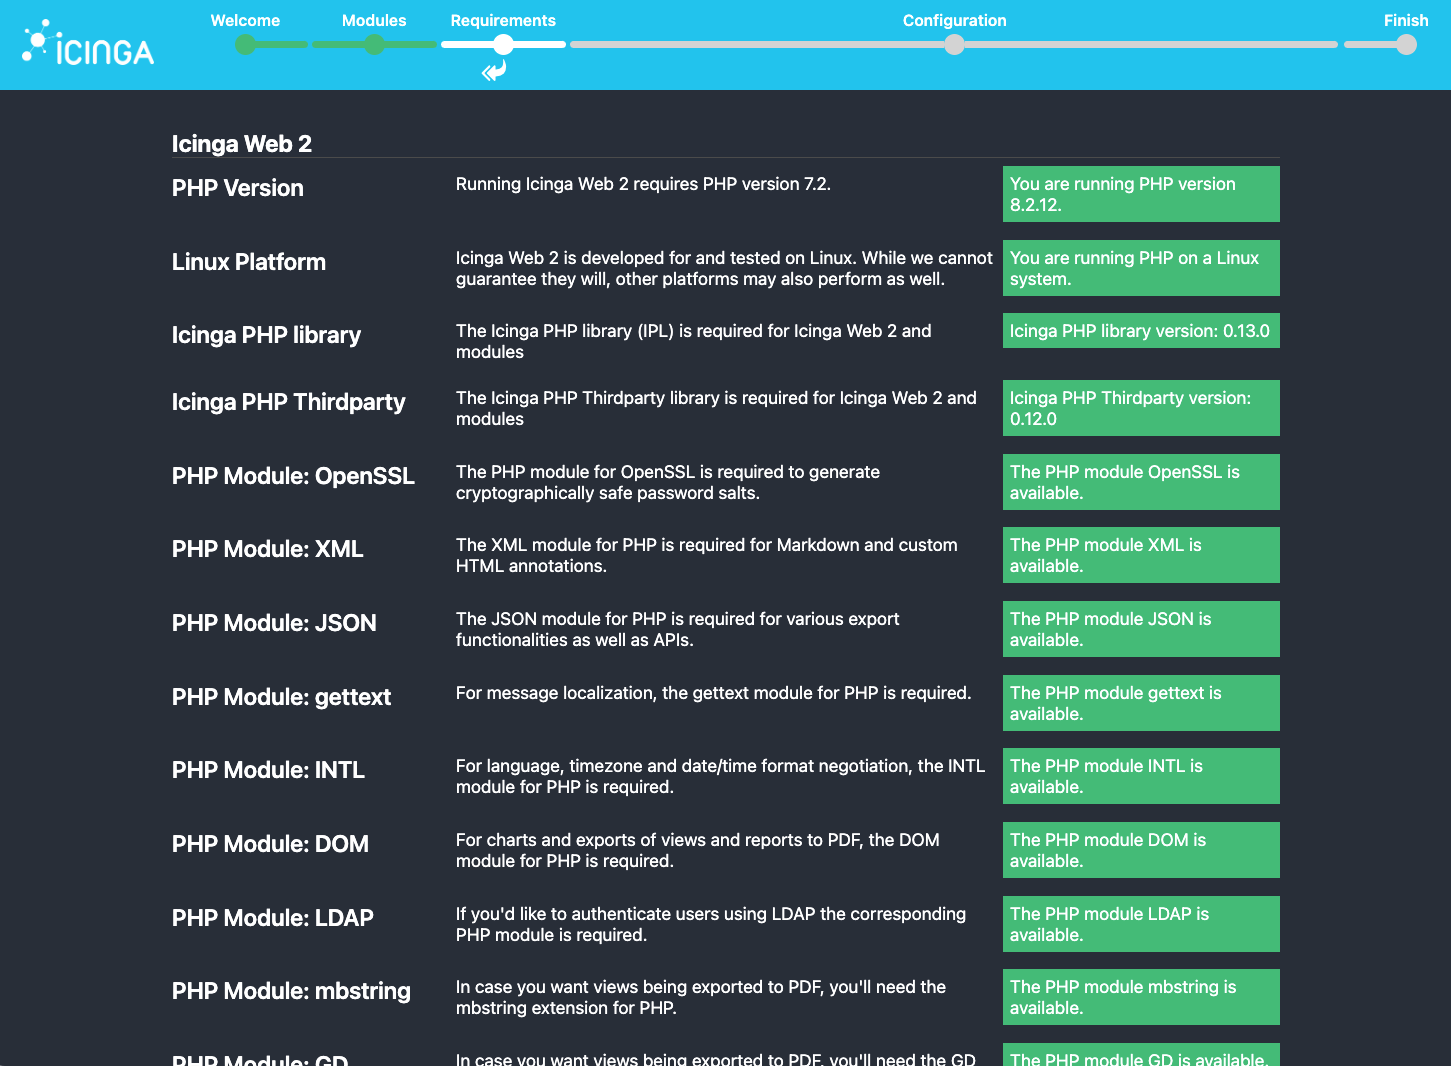 Welcome
Modules
Requirements
Configuration
Finish
ICINGA
Icinga Web 2
PHP Version
Running Icinga Web 2 requires PHP version 7.2.
You are running PHP version
8.2.12.
Linux Platform
Icinga Web 2 is developed for and tested on Linux. While we cannot
guarantee they will, other platforms may also perform as well.
You are running PHP on a Linux
system.
Icinga PHP library
The Icinga PHP library (IPL) is required for Icinga Web 2 and
modules
Icinga PHP library version: 0.13.0
Icinga PHP Thirdparty
The Icinga PHP Thirdparty library is required for Icinga Web 2 and
modules
Icinga PHP Thirdparty version:
0.12.0
PHP Module: OpenSSL
The PHP module for OpenSSL is required to generate
cryptographically safe password salts.
The PHP module OpenSSL is
available.
PHP Module: XML
The XML module for PHP is required for Markdown and custom
HTML annotations.
The PHP module XML is
available.
PHP Module: JSON
The JSON module for PHP is required for various export
functionalities as well as APIs.
The PHP module JSON is
available.
PHP Module: gettext
For message localization, the gettext module for PHP is required.
The PHP module gettext is
available.
PHP Module: INTL
For language, timezone and date/time format negotiation, the INTL
module for PHP is required.
The PHP module INTL is
available.
PHP Module: DOM
For charts and exports of views and reports to PDF, the DOM
module for PHP is required.
The PHP module DOM is
available.
PHP Module: LDAP
If you'd like to authenticate users using LDAP the corresponding
PHP module is required.
The PHP module LDAP is
available.
PHP Module: mbstring
In case you want views being exported to PDF, you'll need the
mbstring extension for PHP.
The PHP module mbstring is
available.
PHP Module: GD
In case you want views being exported to PDF, you'll need the GD
The PHP module GD is available.